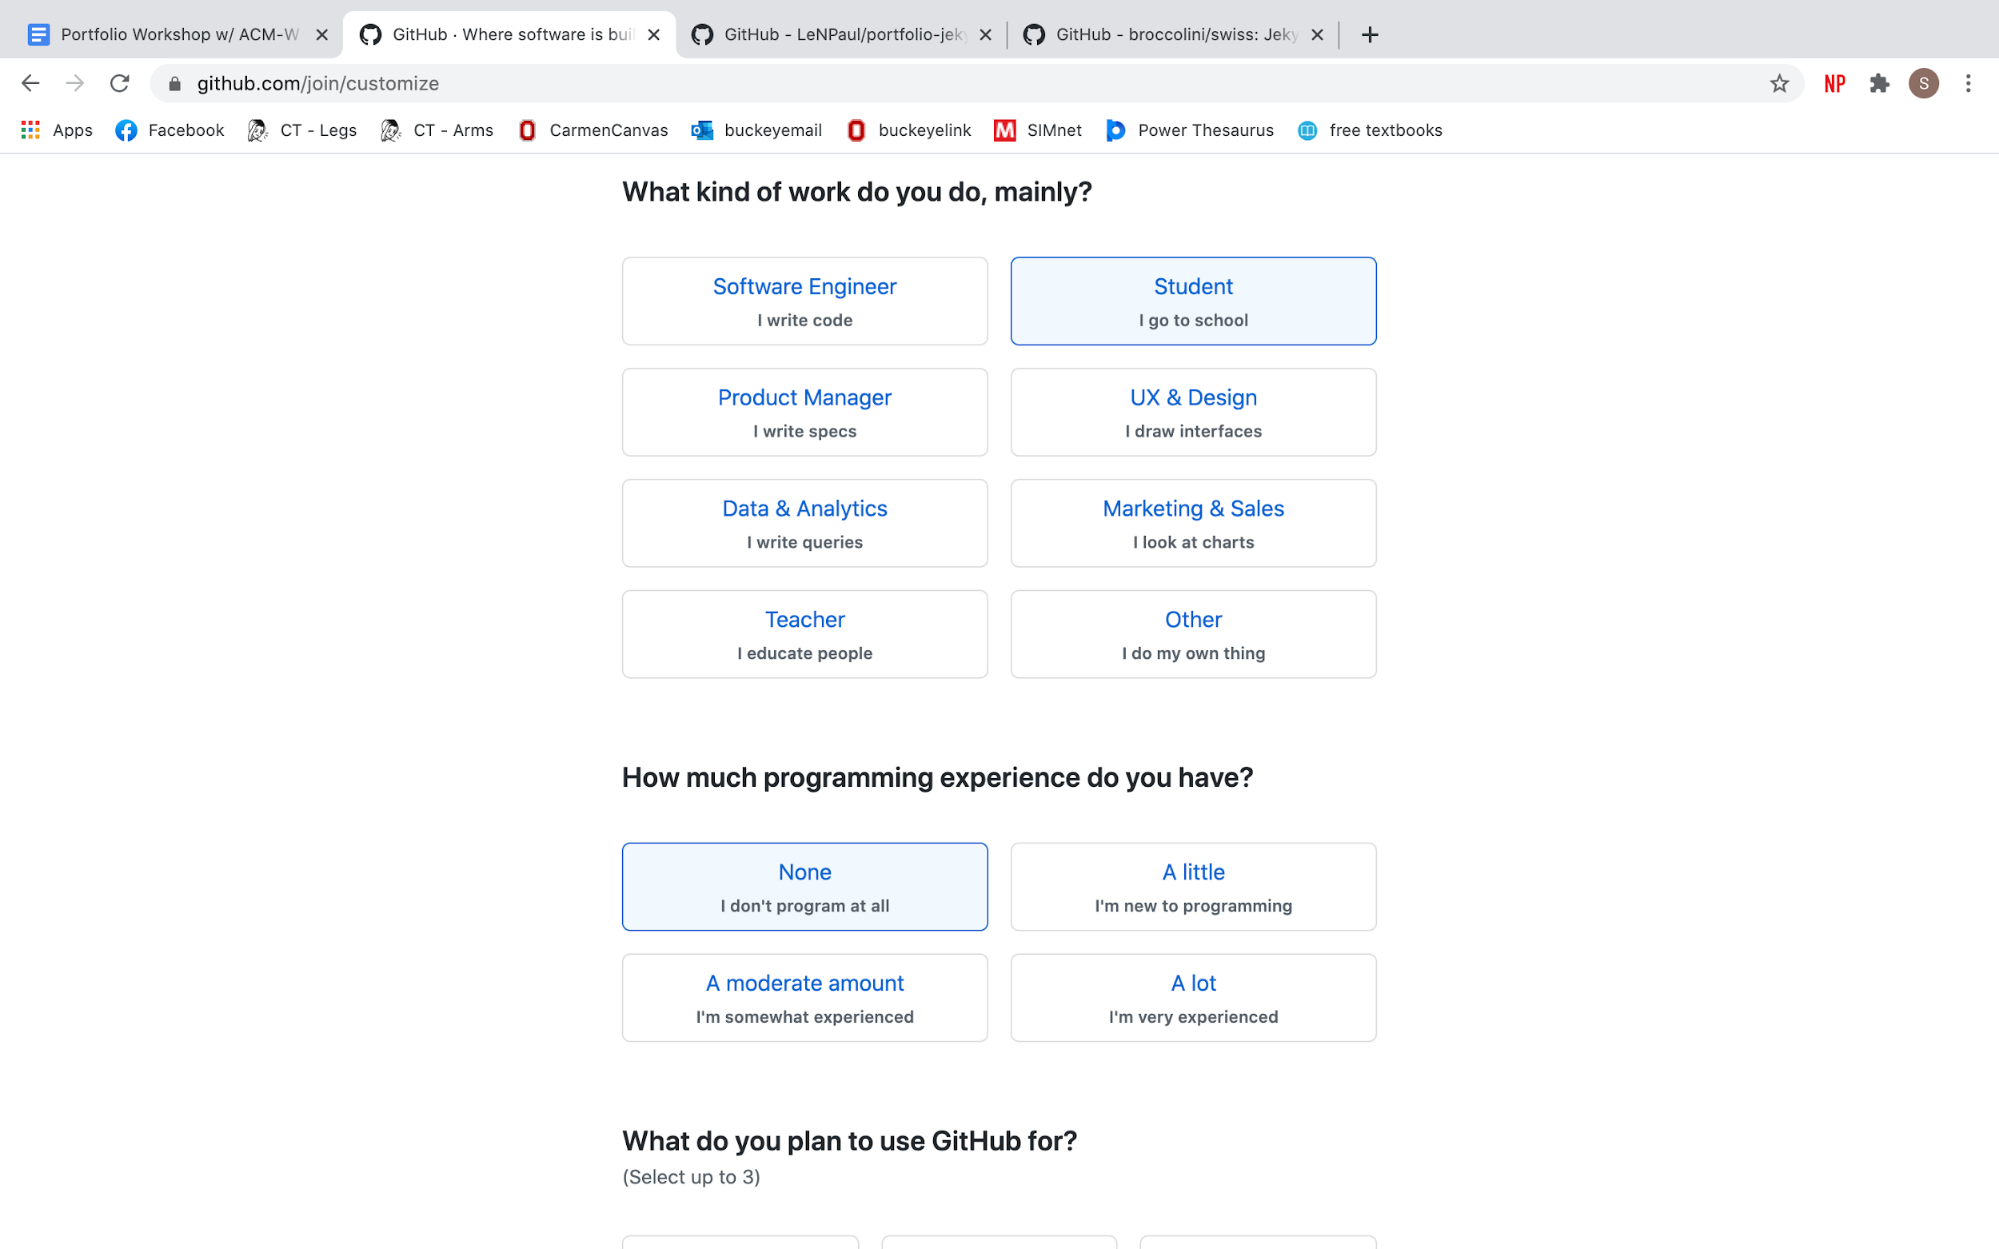 Portfolio Workshop w/ ACM-W
GitHub · Where software is buil
GitHub - LeNPaul/portfolio-jeky
GitHub - broccolini/swiss: Jeky
github.com/join/customize
NP
S
Apps
Facebook
CT - Legs
CT - Arms
CarmenCanvas
buckeyemail
buckeyelink
M
SIMnet
Power Thesaurus
free textbooks
What kind of work do you do, mainly?
Software Engineer
I write code
Student
I go to school
Product Manager
I write specs
UX & Design
I draw interfaces
Data & Analytics
I write queries
Marketing & Sales
I look at charts
Teacher
I educate people
Other
I do my own thing
How much programming experience do you have?
None
I don't program at all
A little
I'm new to programming
A moderate amount
I'm somewhat experienced
A lot
I'm very experienced
What do you plan to use GitHub for?
(Select up to 3)